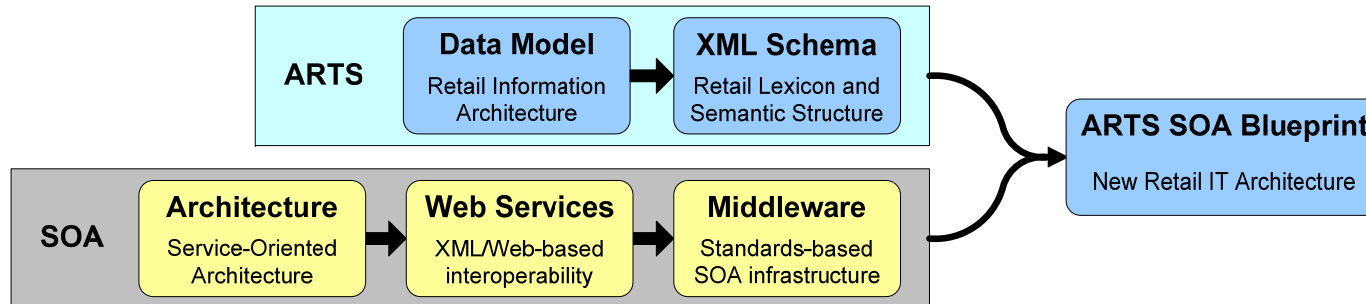 ARTS
Data Model
Retail Information
Architecture
XML Schema
Retail Lexicon and
Semantic Structure
SOA
Architecture
Service-Oriented
Architecture
Web Services
XML/Web-based
interoperability
Middleware
Standards-based
SOA infrastructure
ARTS SOA Blueprint
New Retail IT Architecture